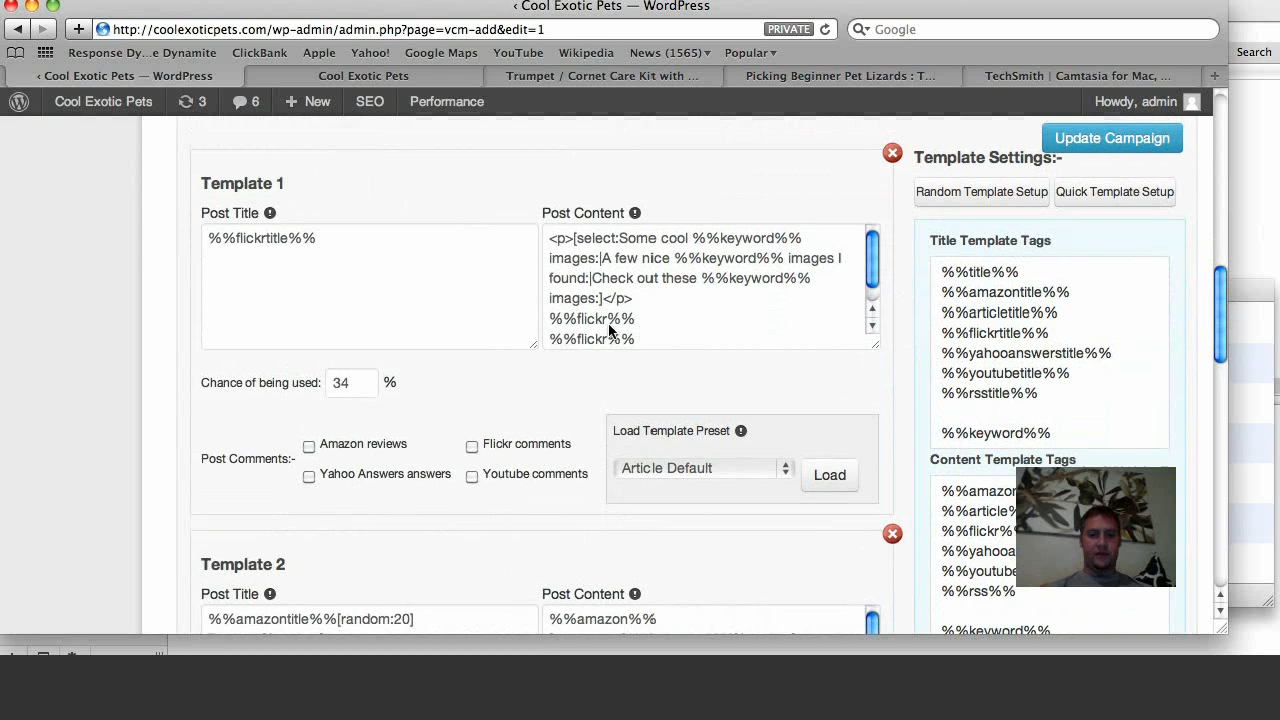 ‹ Cool Exotic Pets — WordPress
http://coolexoticpets.com/wp-admin/admin.php?page=vcm-add&edit=1
PRIVATE
Google
Response Dy...e Dynamite
ClickBank
Apple
Yahoo!
Google Maps
YouTube
Wikipedia
News (1565)▾
Popular▾
Search
‹ Cool Exotic Pets — WordPress
Cool Exotic Pets
Trumpet / Cornet Care Kit with ...
Picking Beginner Pet Lizards : T...
TechSmith | Camtasia for Mac, ...
Cool Exotic Pets
3
6
+ New
SEO
Performance
Howdy, admin
Update Campaign
Template 1
Post Title
Post Content
%%flickrtitle%%
<p>[select:Some cool %%keyword%%
images:|A few nice %%keyword%% images I
found:|Check out these %%keyword%%
images:]</p>
%%flickr%%
%%flickr%%
Chance of being used:
34
%
Post Comments:-
Amazon reviews
Flickr comments
Yahoo Answers answers
Youtube comments
Load Template Preset
Article Default
Load
Template 2
Post Title
Post Content
%%amazontitle%%[random:20]
%%amazon%%
Template Settings:-
Random Template Setup
Quick Template Setup
Title Template Tags
%%title%%
%%amazontitle%%
%%articletitle%%
%%flickrtitle%%
%%yahooanswerstitle%%
%%youtubetitle%%
%%rsstitle%%
%%keyword%%
Content Template Tags
%%amazon
%%article
%%flickr%
%%yahooa
%%youtube
%%rss%%
%%keyword%%